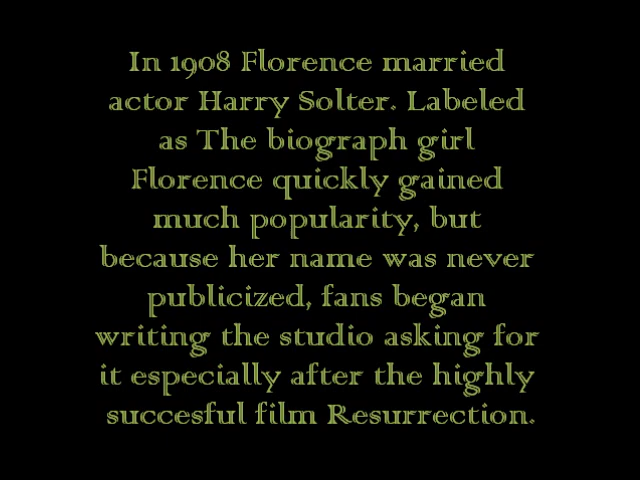 In 1908 Florence married
actor Harry Solter. Labeled
as The biograph girl
Florence quickly gained
much popularity, but
because her name was never
publicized, fans began
writing the studio asking for
it especially after the highly
succesful film Resurrection.